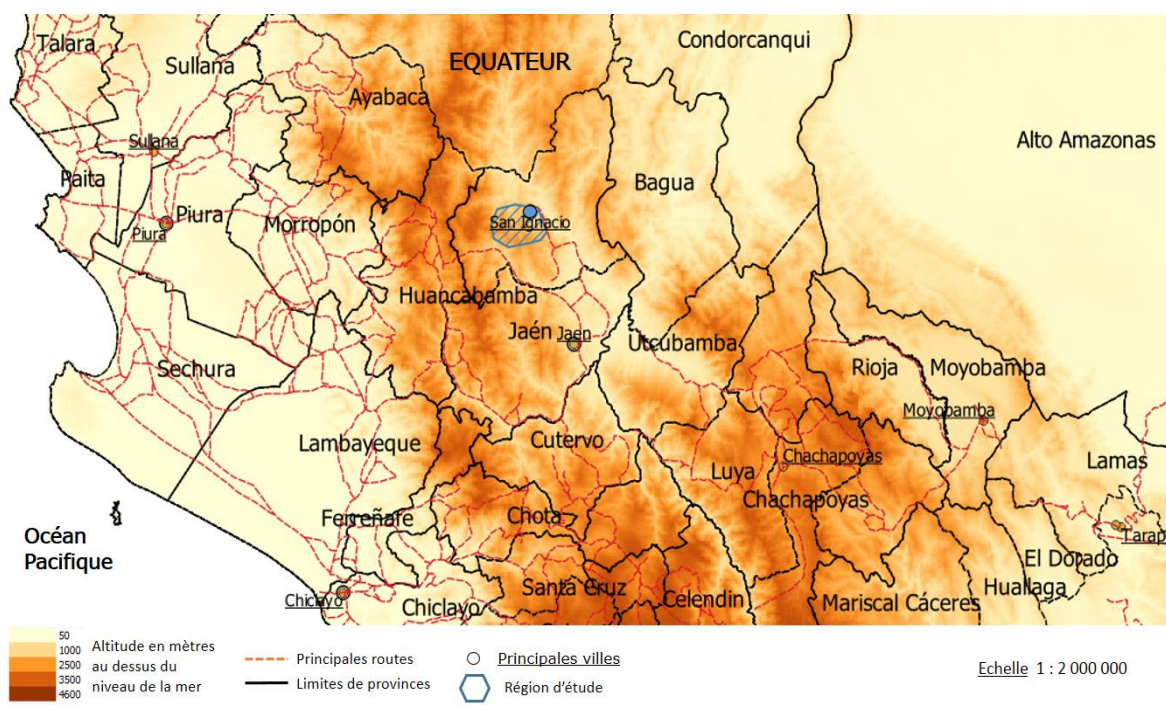 EQUATEUR
Condorcanqui
Talara
Sullana
Ayabaca
Alto Amazonas
Sullana
Paita
Bagua
Piura
Piura
Morropón
San Ignacio
Huancabamba
Jaén
Jaen
Utcubamba
Sechura
Rioja
Moyobamba
Moyobamba
Lambayeque
Cutervo
Luya
Chachapoyas
Chachapoyas
Lamas
Ferreñafe
Chota
Océan
Pacifique
Tarap
El Dorado
Huallaga
Santa Cruz
Celendin
Mariscal Cáceres
Chiclayo
Chiclayo
50
1000
2500
3500
4600
Altitude en mètres
au dessus du
niveau de la mer
Principales routes
Limites de provinces
Principales villes
Région d'étude
Echelle 1 : 2 000 000